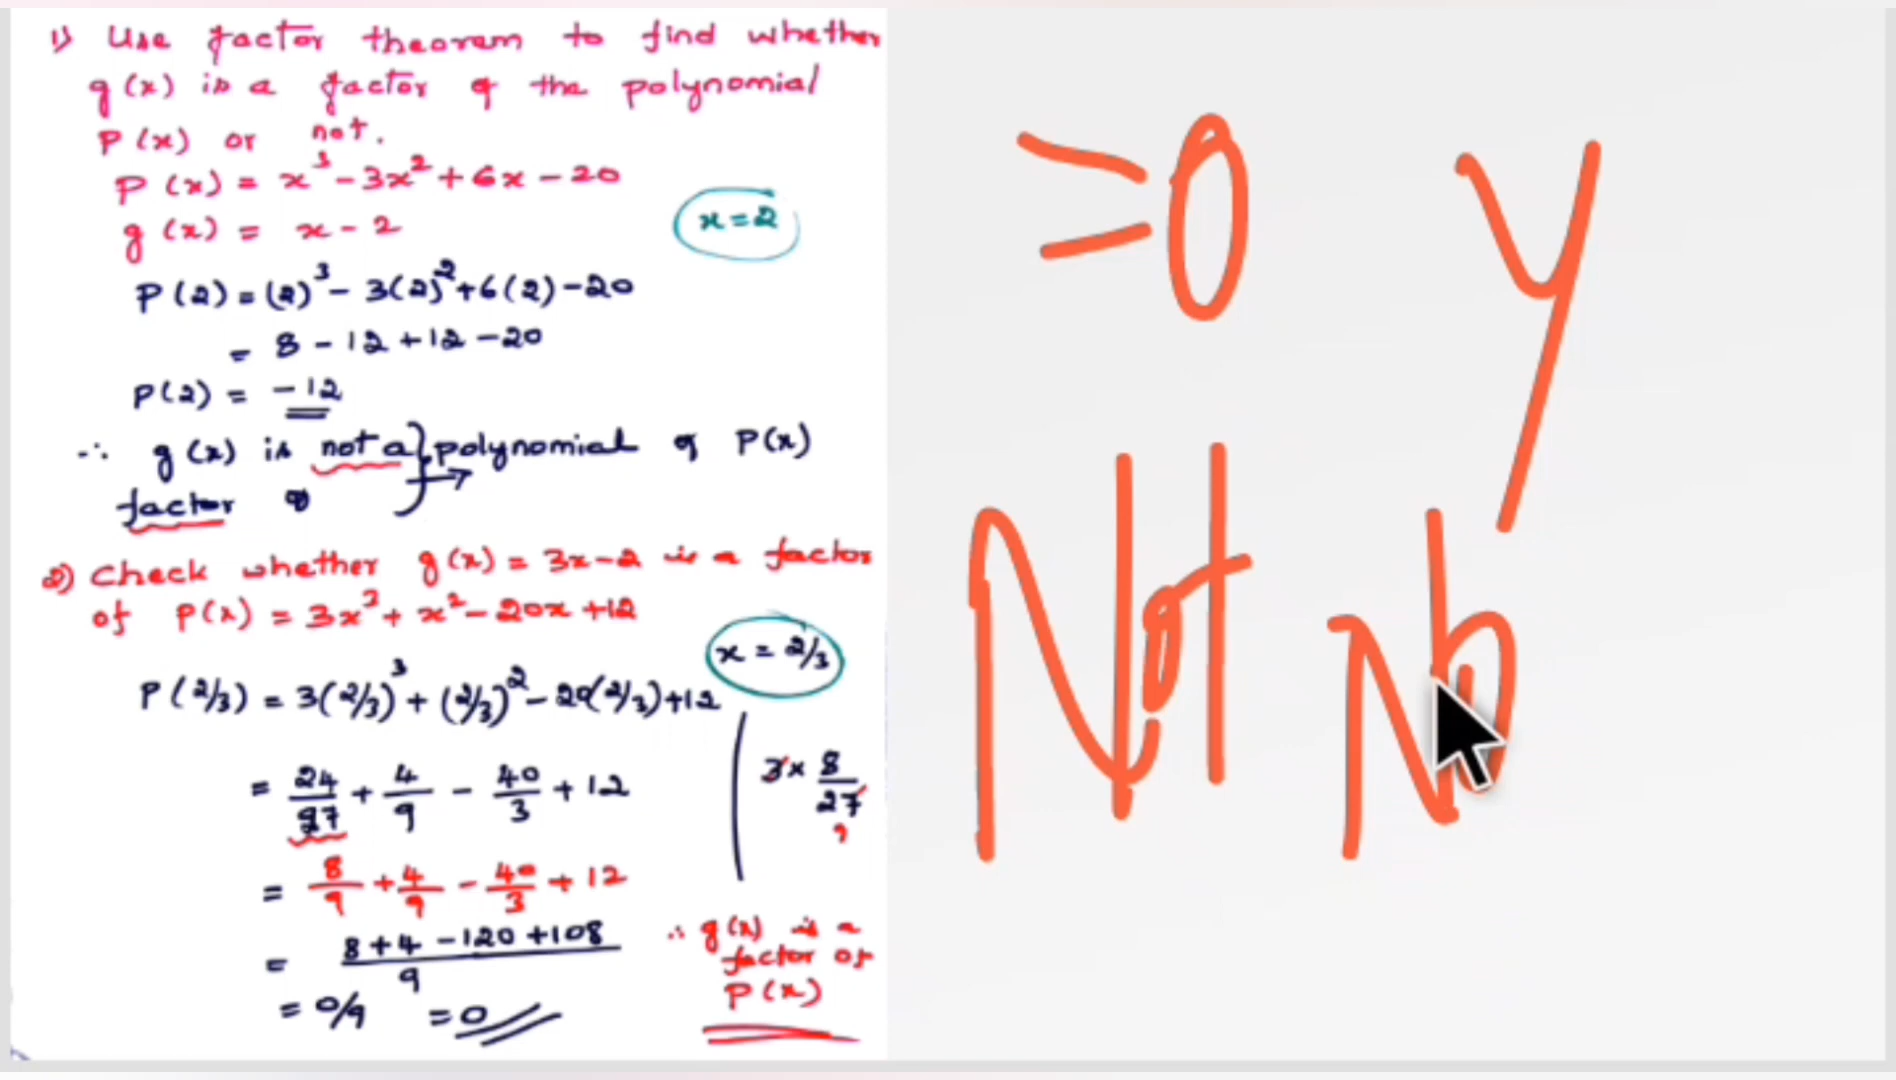 1) Use factor theorem to find whether
g(x) is a factor of the polynomial
P(x) or not.
P(x) = x³ - 3x² + 6x - 20
g(x) = x - 2
x = 2
P(2) = (2)³ - 3(2)² + 6(2) - 20
= 8 - 12 + 12 - 20
P(2) = -12
∴ g(x) is not a } polynomial of P(x)
factor of
2) Check whether g(x) = 3x - 2 is a factor
of P(x) = 3x³ + x² - 20x + 12
x = 2/3
P(2/3) = 3(2/3)³ + (2/3)² - 20(2/3) + 12
= 24/27 + 4/9 - 40/3 + 12
3 × 8/27
9
= 8/9 + 4/9 - 40/3 + 12
= 8 + 4 - 120 + 108 / 9
= 0/9 = 0
∴ g(x) is a
factor of
P(x)
=0 Y
Not No